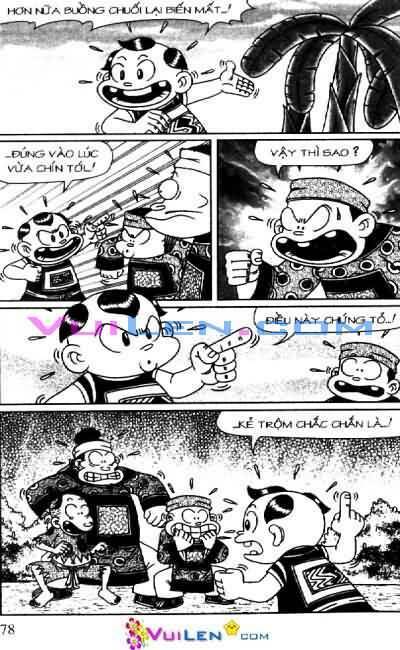 HƠN NỮA BUỒNG CHUỐI LẠI BIẾN MẤT...!
...ĐÚNG VÀO LÚC
VỪA CHÍN TỚI...!
VẬY THÌ SAO ?
ĐIỀU NÀY CHỨNG TỎ...!
VUILEN.COM
...KẺ TRỘM CHẮC CHẮN LÀ...!
78
VUILEN.COM